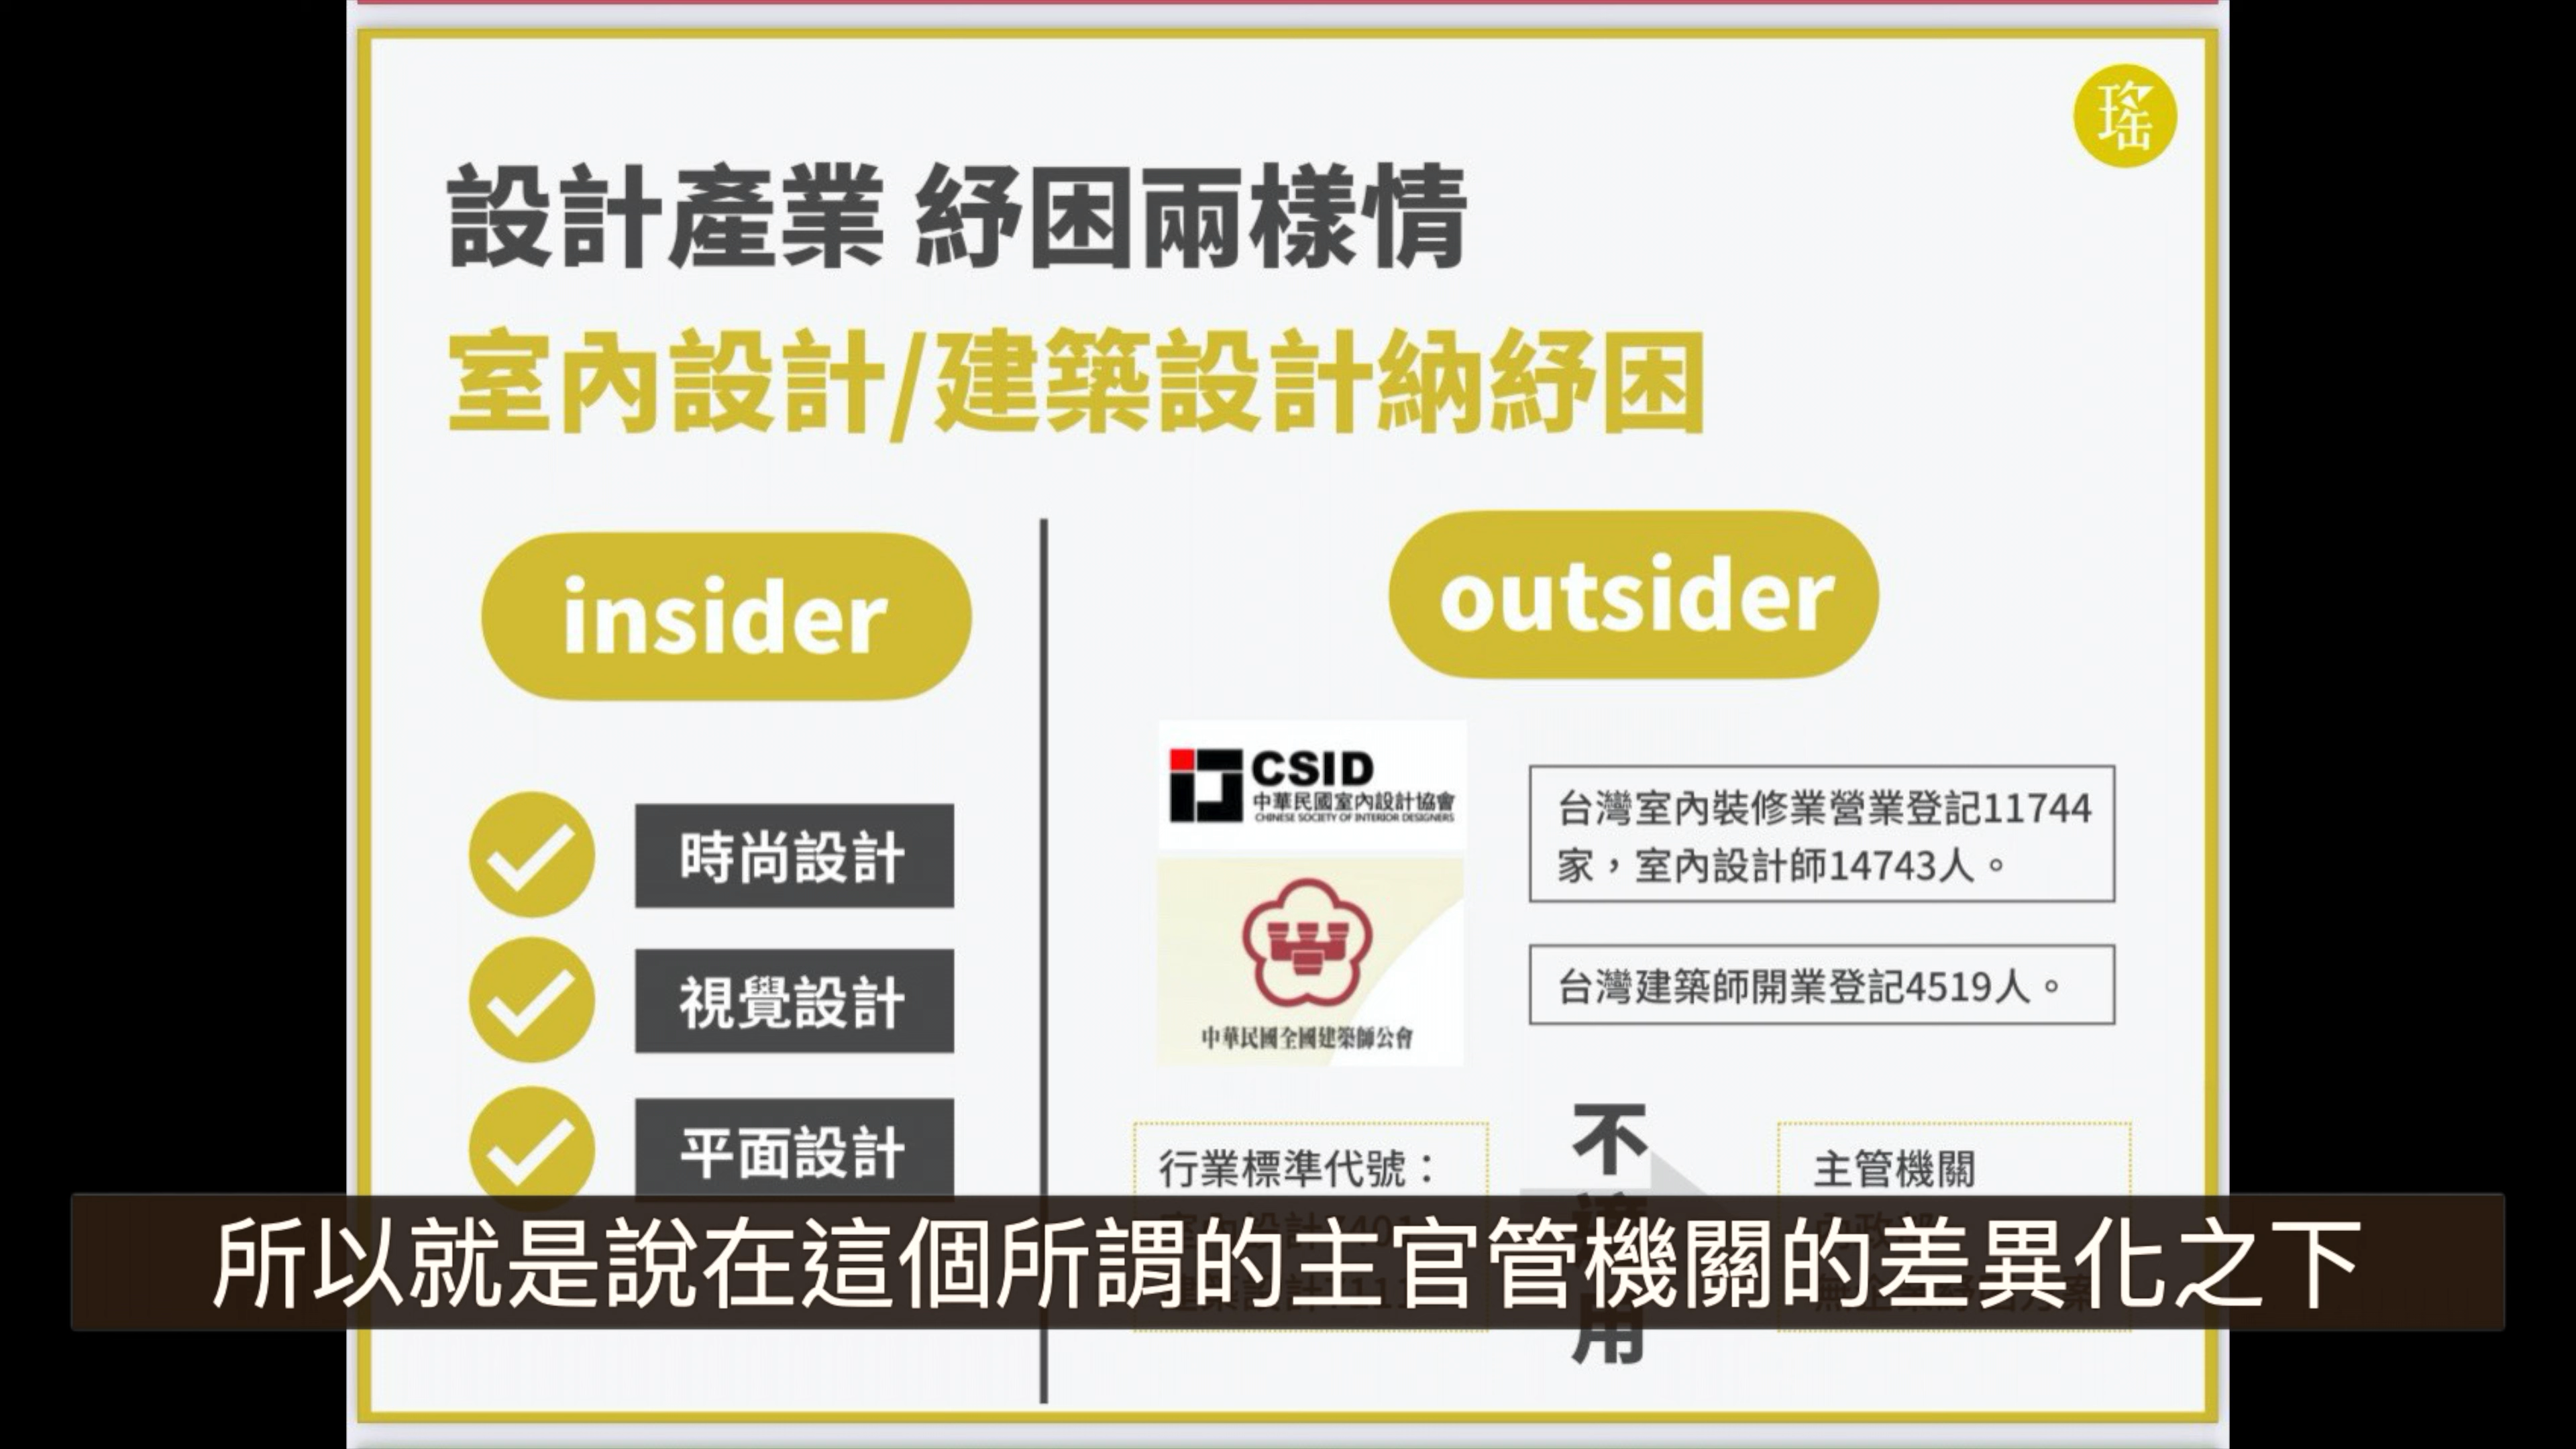 瑤
設計產業 紓困兩樣情
室內設計/建築設計納紓困
insider
時尚設計
視覺設計
平面設計
outsider
CSID
中華民國室內設計協會
CHINESE SOCIETY OF INTERIOR DESIGNERS
台灣室內裝修業營業登記11744
家，室內設計師14743人。
中華民國全國建築師公會
台灣建築師開業登記4519人。
行業標準代號：
不
用
主管機關
所以就是說在這個所謂的主官管機關的差異化之下